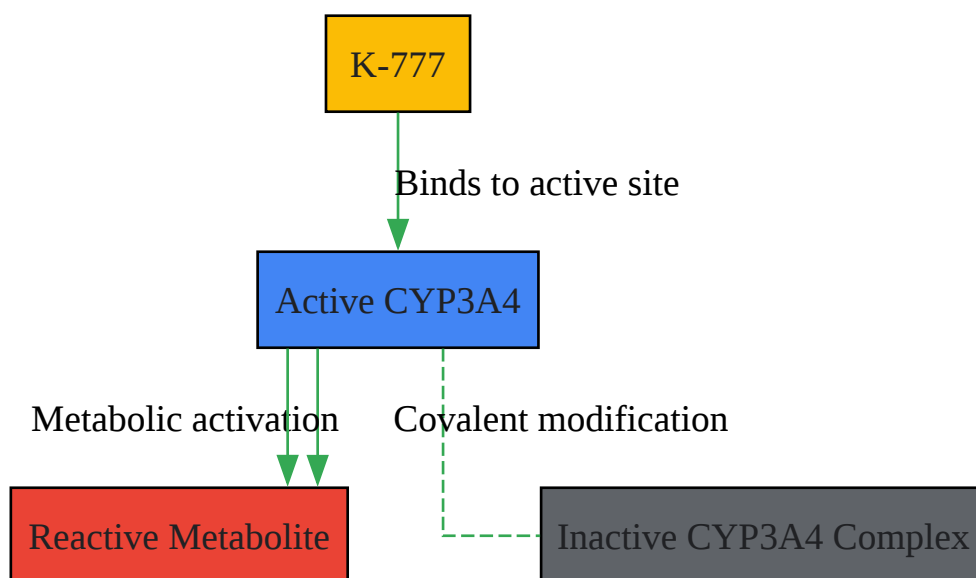 K-777
Binds to active site
Active CYP3A4
Metabolic activation
Covalent modification
Reactive Metabolite
Inactive CYP3A4 Complex